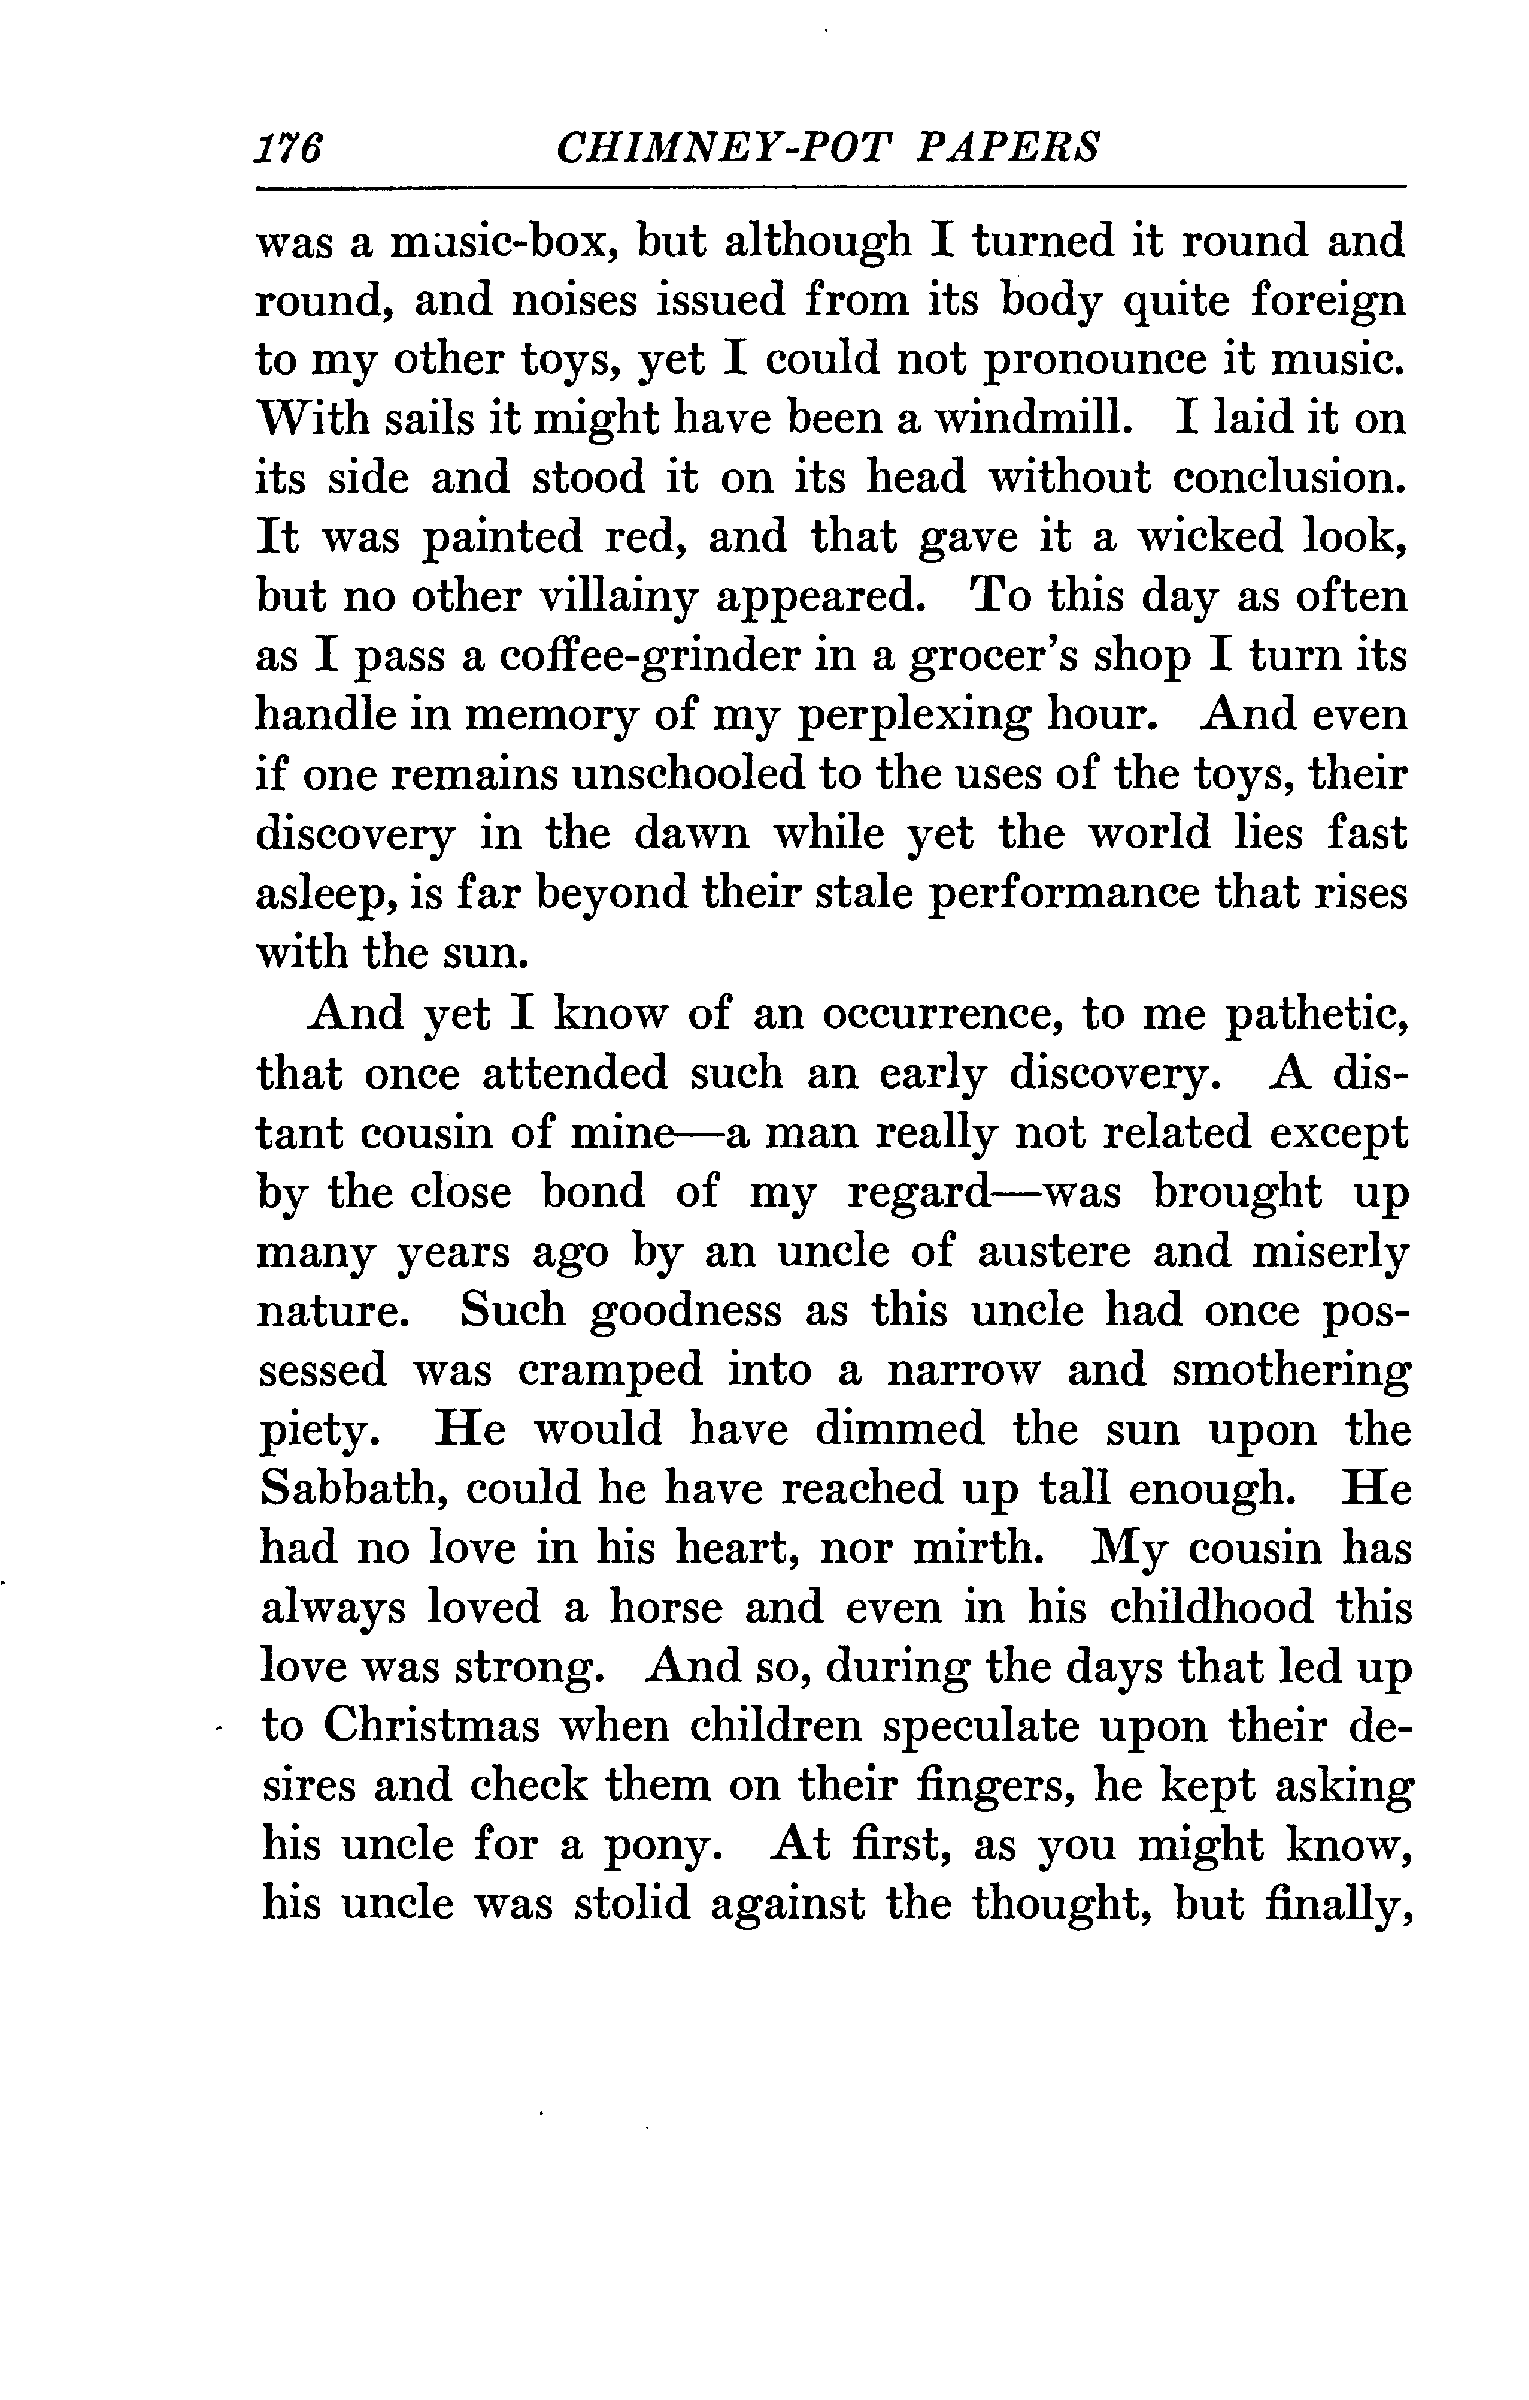 176 CHIMNEY-POT PAPERS
was a music-box, but although I turned it round and
round, and noises issued from its body quite foreign
to my other toys, yet I could not pronounce it music.
With sails it might have been a windmill. I laid it on
its side and stood it on its head without conclusion.
It was painted red, and that gave it a wicked look,
but no other villainy appeared. To this day as often
as I pass a coffee-grinder in a grocer's shop I turn its
handle in memory of my perplexing hour. And even
if one remains unschooled to the uses of the toys, their
discovery in the dawn while yet the world lies fast
asleep, is far beyond their stale performance that rises
with the sun.
And yet I know of an occurrence, to me pathetic,
that once attended such an early discovery. A dis-
tant cousin of mine—a man really not related except
by the close bond of my regard—was brought up
many years ago by an uncle of austere and miserly
nature. Such goodness as this uncle had once pos-
sessed was cramped into a narrow and smothering
piety. He would have dimmed the sun upon the
Sabbath, could he have reached up tall enough. He
had no love in his heart, nor mirth. My cousin has
always loved a horse and even in his childhood this
love was strong. And so, during the days that led up
to Christmas when children speculate upon their de-
sires and check them on their fingers, he kept asking
his uncle for a pony. At first, as you might know,
his uncle was stolid against the thought, but finally,